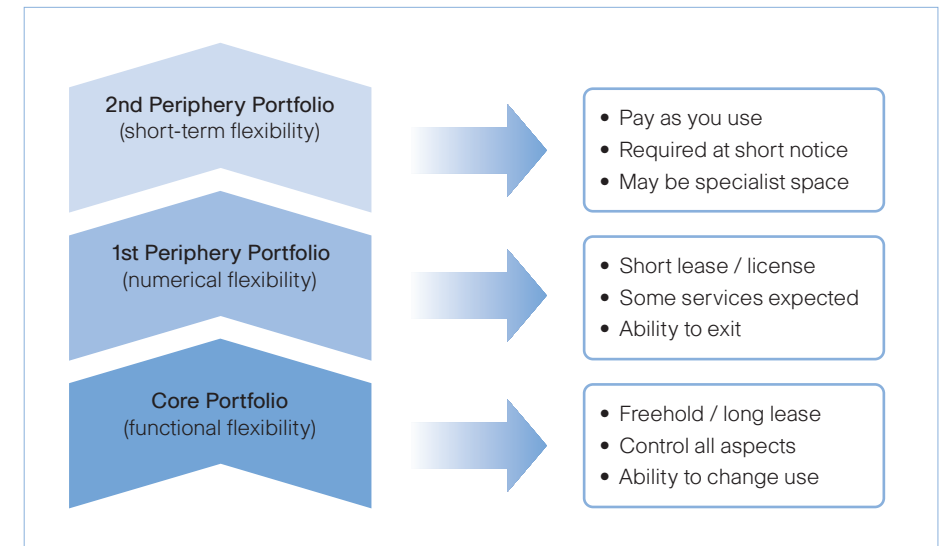 2nd Periphery Portfolio
(short-term flexibility)
• Pay as you use
• Required at short notice
• May be specialist space
1st Periphery Portfolio
(numerical flexibility)
• Short lease / license
• Some services expected
• Ability to exit
Core Portfolio
(functional flexibility)
• Freehold / long lease
• Control all aspects
• Ability to change use